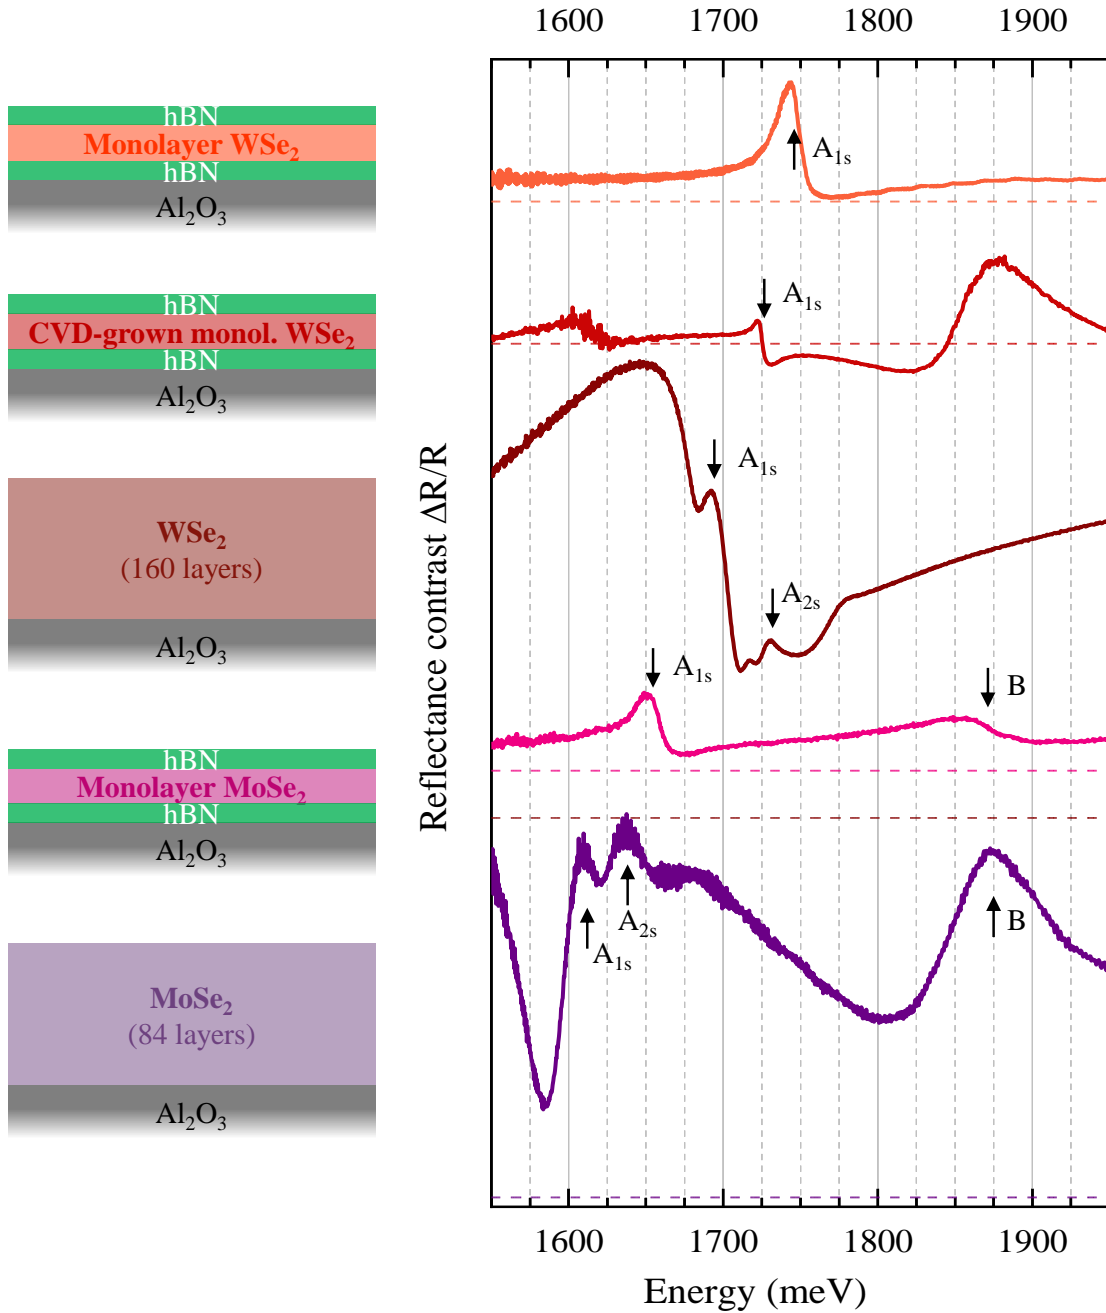 1600 1700 1800 1900
hBN
Monolayer WSe₂
hBN
Al₂O₃
A₁ₛ
hBN
CVD-grown monol. WSe₂
hBN
Al₂O₃
A₁ₛ
WSe₂
(160 layers)
Al₂O₃
A₁ₛ
A₂ₛ
hBN
Monolayer MoSe₂
hBN
Al₂O₃
A₁ₛ
B
MoSe₂
(84 layers)
Al₂O₃
A₂ₛ
A₁ₛ
B
Reflectance contrast ΔR/R
1600 1700 1800 1900
Energy (meV)